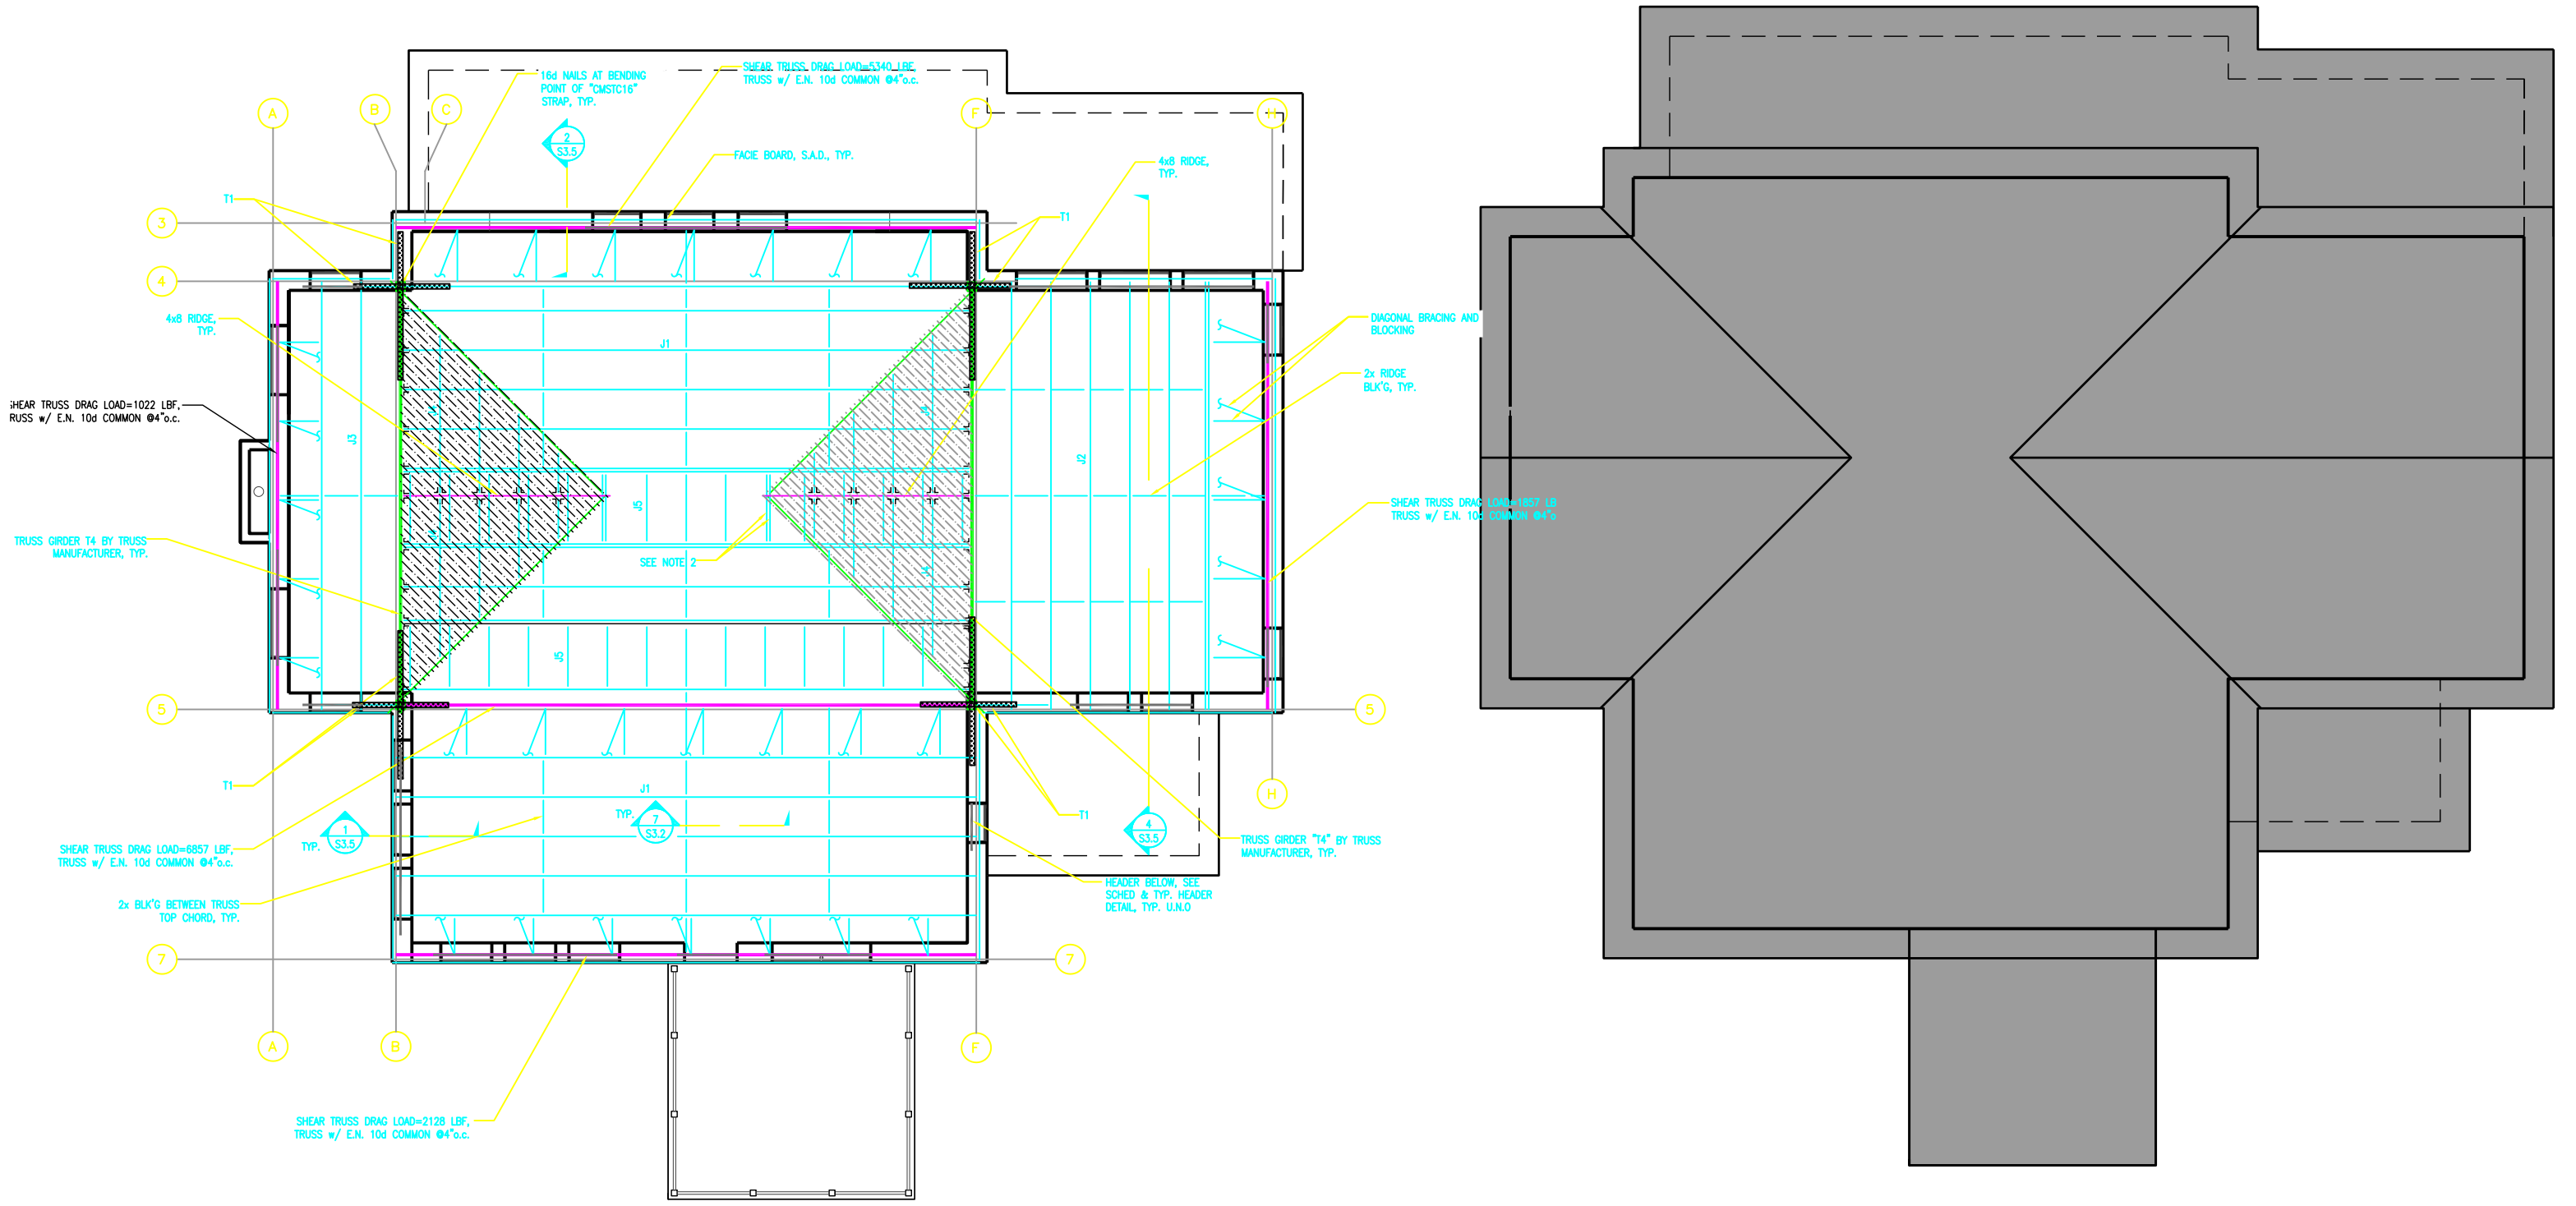 16d NAILS AT BENDING
POINT OF "CMSTC16"
STRAP, TYP.
SHEAR TRUSS DRAG LOAD=5340 LBF,
TRUSS w/ E.N. 10d COMMON @4"o.c.
A
B
C
F
H
2
S3.5
FACIE BOARD, S.A.D., TYP.
4x8 RIDGE,
TYP.
T1
T1
3
4
4x8 RIDGE,
TYP.
J1
DIAGONAL BRACING AND
BLOCKING
2x RIDGE
BLK'G, TYP.
SHEAR TRUSS DRAG LOAD=1022 LBF,
TRUSS w/ E.N. 10d COMMON @4"o.c.
J3
J4
J4
J2
J5
SHEAR TRUSS DRAG LOAD=1857 LB
TRUSS w/ E.N. 10d COMMON @4"o
TRUSS GIRDER T4 BY TRUSS
MANUFACTURER, TYP.
SEE NOTE 2
J4
J4
J5
5
5
T1
J1
H
TYP.
1
S3.5
TYP.
7
S3.2
T1
4
S3.5
SHEAR TRUSS DRAG LOAD=6857 LBF,
TRUSS w/ E.N. 10d COMMON @4"o.c.
TRUSS GIRDER "T4" BY TRUSS
MANUFACTURER, TYP.
2x BLK'G BETWEEN TRUSS
TOP CHORD, TYP.
HEADER BELOW, SEE
SCHED & TYP. HEADER
DETAIL, TYP. U.N.O
7
7
A
B
F
SHEAR TRUSS DRAG LOAD=2128 LBF,
TRUSS w/ E.N. 10d COMMON @4"o.c.